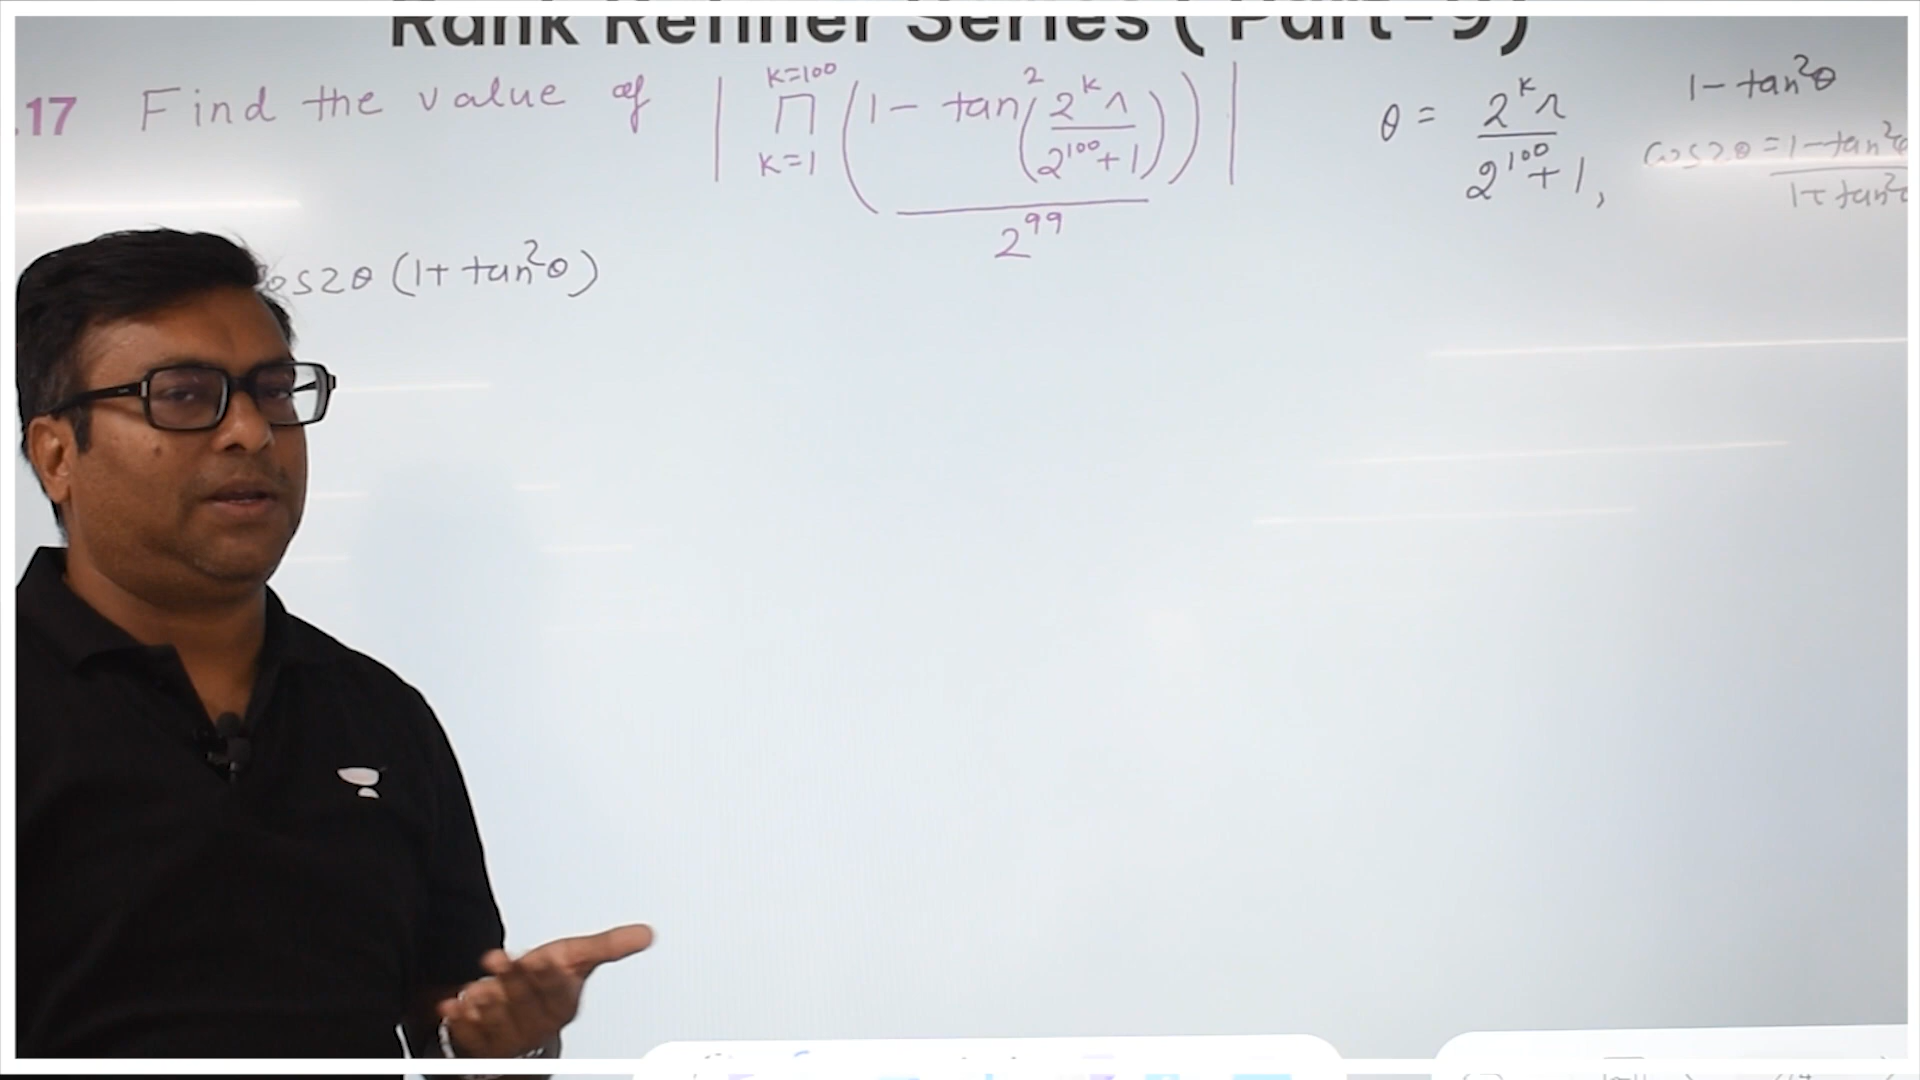 Rank Refiner Series ( Part-9)
.17 Find the value of | k=100 ∏ k=1 (1 - tan²(2^k π / (2^100 + 1))) / 2^99 |
θ = 2^k π / (2^100 + 1),
1 - tan²θ
cos2θ = 1-tan²θ / 1+tan²θ
cos2θ (1+tan²θ)